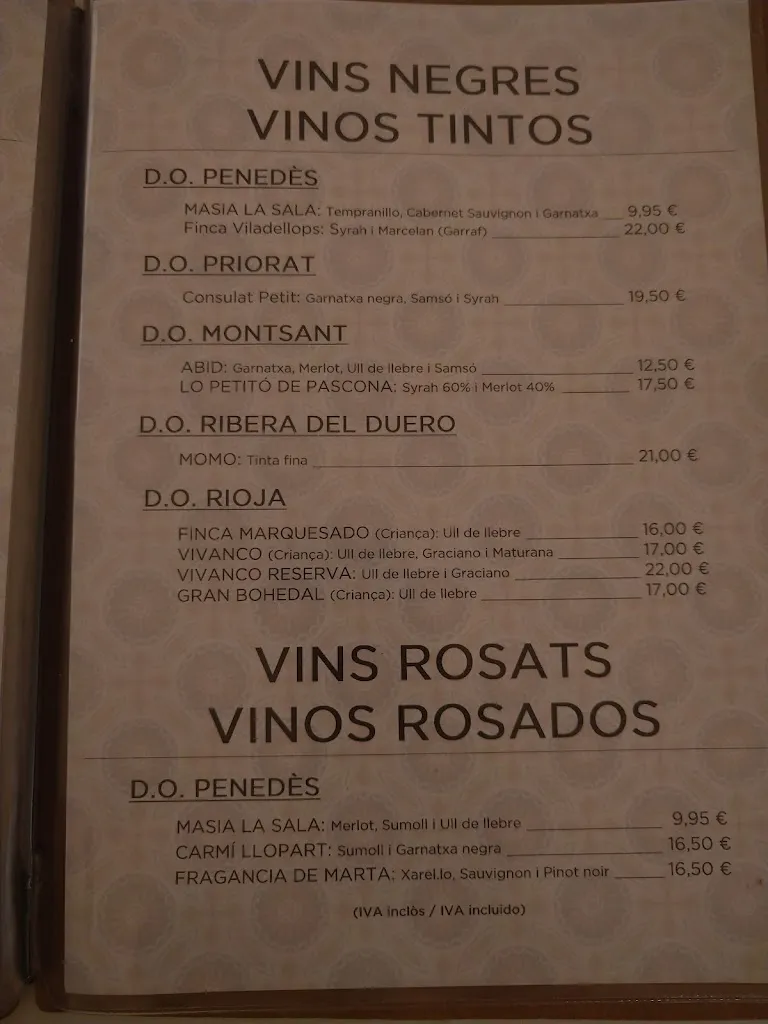 VINS NEGRES
VINOS TINTOS
D.O. PENEDÈS
MASIA LA SALA: Tempranillo, Cabernet Sauvignon i Garnatxa 9,95 €
Finca Viladellops: Syrah i Marcelan (Garraf) 22,00 €
D.O. PRIORAT
Consulat Petit: Garnatxa negra, Samsó i Syrah 19,50 €
D.O. MONTSANT
ABID: Garnatxa, Merlot, Ull de llebre i Samsó 12,50 €
LO PETITÓ DE PASCONA: Syrah 60% i Merlot 40% 17,50 €
D.O. RIBERA DEL DUERO
MOMO: Tinta fina 21,00 €
D.O. RIOJA
FINCA MARQUESADO (Criança): Ull de llebre 16,00 €
VIVANCO (Criança): Ull de llebre, Graciano i Maturana 17,00 €
VIVANCO RESERVA: Ull de llebre i Graciano 22,00 €
GRAN BOHEDAL (Criança): Ull de llebre 17,00 €
VINS ROSATS
VINOS ROSADOS
D.O. PENEDÈS
MASIA LA SALA: Merlot, Sumoll i Ull de llebre 9,95 €
CARMÍ LLOPART: Sumoll i Garnatxa negra 16,50 €
FRAGANCIA DE MARTA: Xarel.lo, Sauvignon i Pinot noir 16,50 €
(IVA inclòs / IVA incluido)